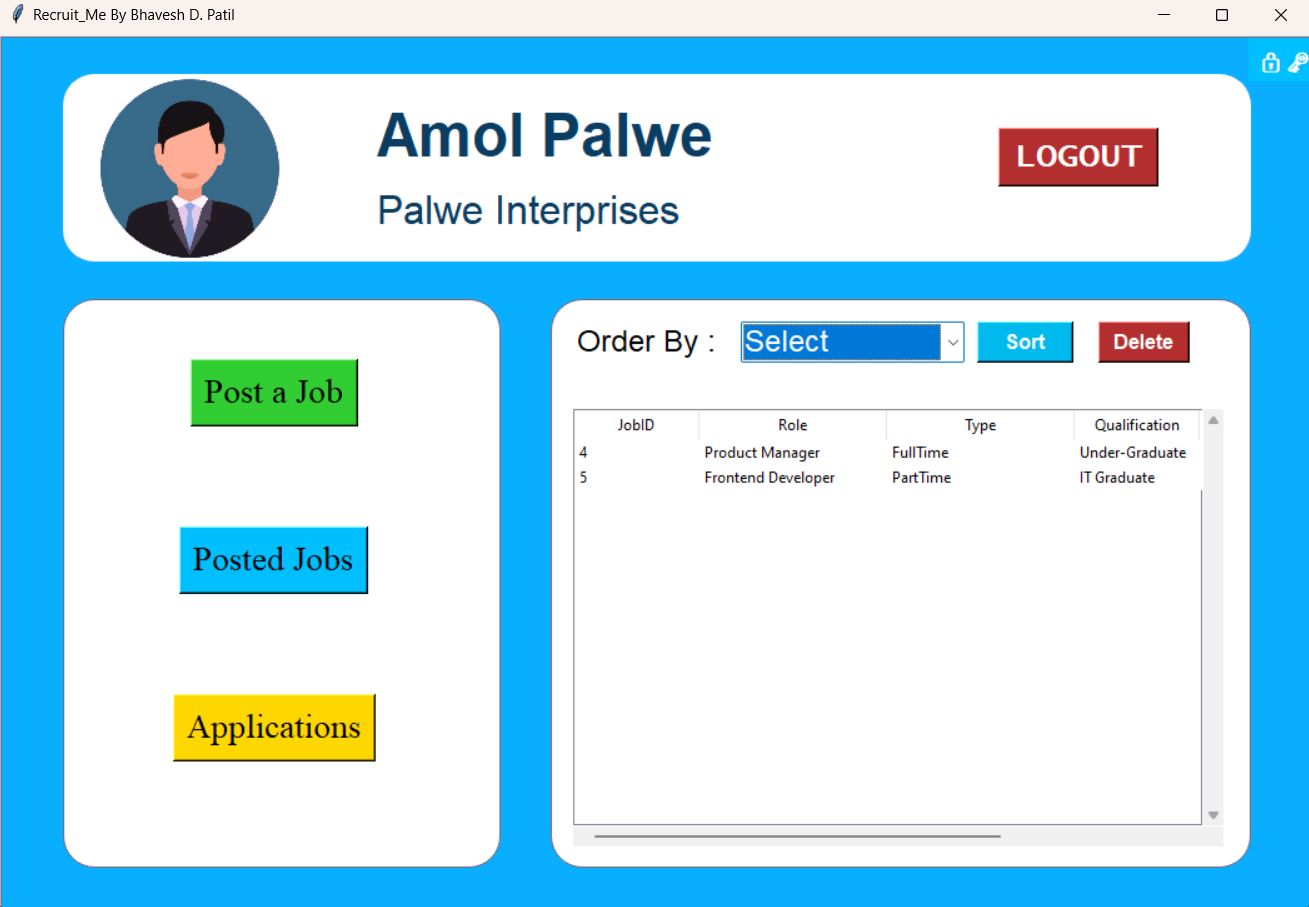 Recruit_Me By Bhavesh D. Patil
Amol Palwe
LOGOUT
Palwe Interprises
Post a Job
Posted Jobs
Applications
Order By : Select Sort Delete
JobID Role Type Qualification
4 Product Manager FullTime Under-Graduate
5 Frontend Developer PartTime IT Graduate